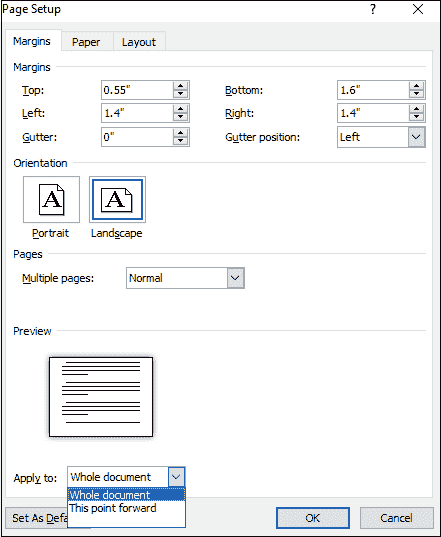 Page Setup ? ×
Margins Paper Layout
Margins
Top: 0.55" Bottom: 1.6"
Left: 1.4" Right: 1.4"
Gutter: 0" Gutter position: Left
Orientation
A A
Portrait Landscape
Pages
Multiple pages: Normal
Preview
Apply to: Whole document
Whole document
This point forward
Set As Defa OK Cancel